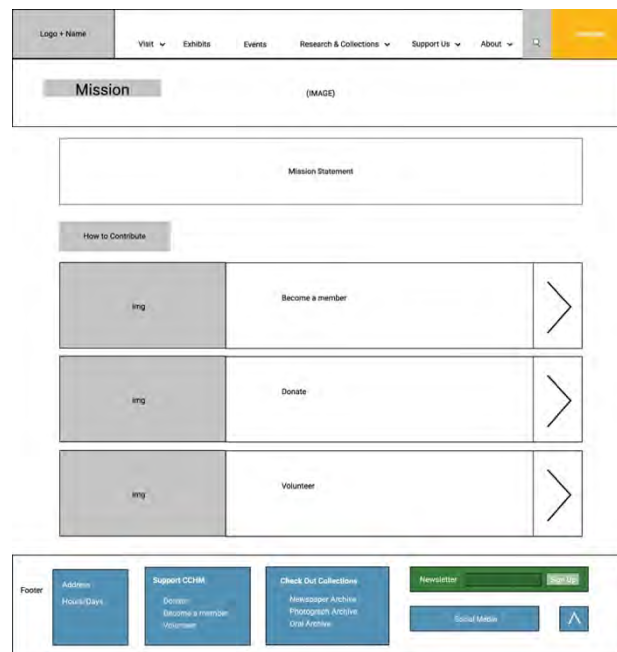 Logo + Name
Visit
Exhibits
Events
Research & Collections
Support Us
About
Mission
(IMAGE)
Mission Statement
How to Contribute
img
Become a member
img
Donate
img
Volunteer
Footer
Address
Hours/Days
Support CCHM
Donate
Become a member
Volunteer
Check Out Collections
Newspaper Archive
Photograph Archive
Oral Archive
Newsletter
Sign Up
Social Media